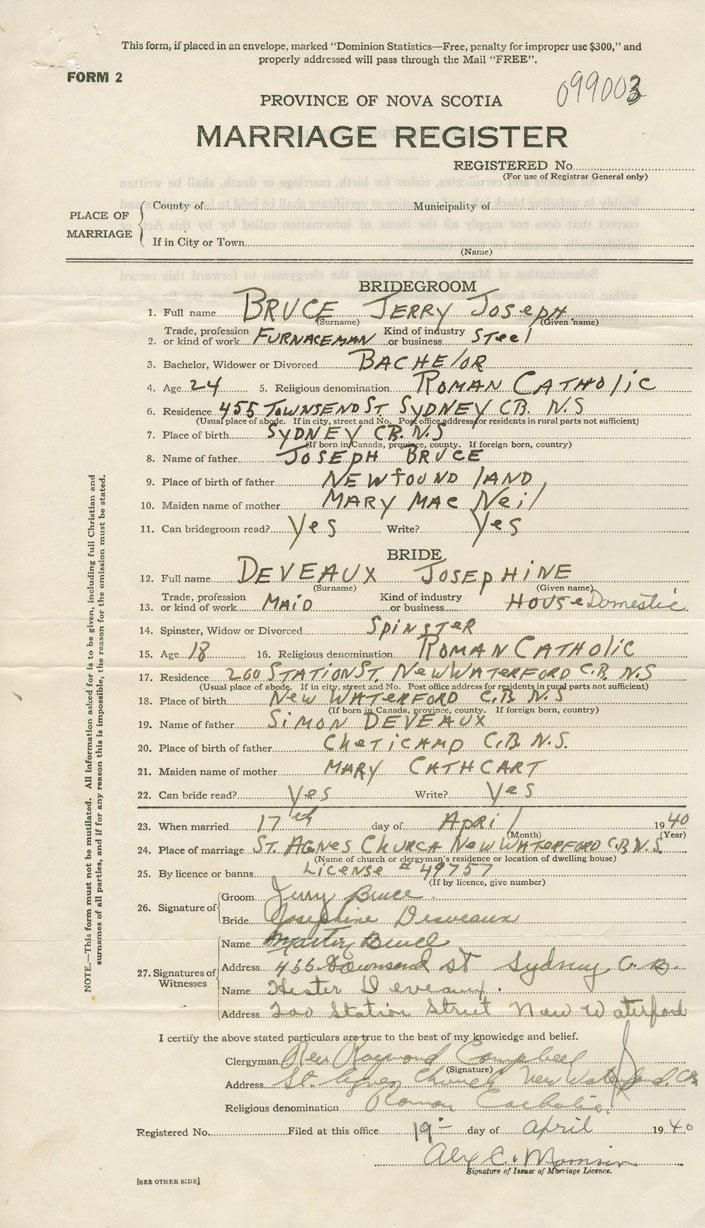 This form, if placed in an envelope, marked "Dominion Statistics—Free, penalty for improper use $300," and
properly addressed will pass through the Mail "FREE".
FORM 2
099003
PROVINCE OF NOVA SCOTIA
MARRIAGE REGISTER
REGISTERED No.
(For use of Registrar General only)
PLACE OF MARRIAGE
County of Municipality of
If in City or Town
(Name)
BRIDEGROOM
1. Full name BRUCE JERRY JOSEPH
(Surname) (Given name)
2. Trade, profession or kind of work FURNACEMAN Kind of industry or business STEEL
3. Bachelor, Widower or Divorced BACHELOR
4. Age 24 5. Religious denomination ROMAN CATHOLIC
6. Residence 455 TOWNSEND ST SYDNEY C.B. N.S
(Usual place of abode. If in city, street and No. Post office address for residents in rural parts not sufficient)
7. Place of birth SYDNEY C.B. N.S
(If born in Canada, province, county. If foreign born, country)
8. Name of father JOSEPH BRUCE
9. Place of birth of father NEWFOUNDLAND
10. Maiden name of mother MARY MAC NEIL
11. Can bridegroom read? Yes Write? Yes
BRIDE
12. Full name DEVEAUX JOSEPHINE
(Surname) (Given name)
13. Trade, profession or kind of work MAID Kind of industry or business HOUSE Domestic
14. Spinster, Widow or Divorced SPINSTER
15. Age 18 16. Religious denomination ROMAN CATHOLIC
17. Residence 200 STATION ST. NEW WATERFORD C.B. N.S
(Usual place of abode. If in city, street and No. Post office address for residents in rural parts not sufficient)
18. Place of birth NEW WATERFORD C.B. N.S
(If born in Canada, province, county. If foreign born, country)
19. Name of father SIMON DEVEAUX
20. Place of birth of father CHETICAMP C.B. N.S.
21. Maiden name of mother MARY CATHCART
22. Can bride read? Yes Write? Yes
23. When married 17th day of April 1940
(Month) (Year)
24. Place of marriage ST. AGNES CHURCH NEW WATERFORD C.B. N.S.
(Name of church or clergyman's residence or location of dwelling house)
25. By licence or banns LICENSE # 49757
(If by licence, give number)
26. Signature of
Groom Jerry Bruce
Bride Josephine Desveaux
27. Signatures of Witnesses
Name Bruce
Address 455 Townsend St Sydney C.B.
Name Hester Deveaux
Address 200 Station Street New Waterford
I certify the above stated particulars are true to the best of my knowledge and belief.
Clergyman Rev Raymond Campbell
(Signature)
Address St. Agnes Church New Waterford, C.B.
Religious denomination Roman Catholic
Registered No. Filed at this office 19 day of April 1940
Alex C.
Signature of Issuer of Marriage Licence.
[SEE OTHER SIDE]
NOTE.—This form must not be mutilated. All information asked for is to be given, including full Christian and
surnames of all parties, and if for any reason this is impossible, the reason for the omission must be stated.